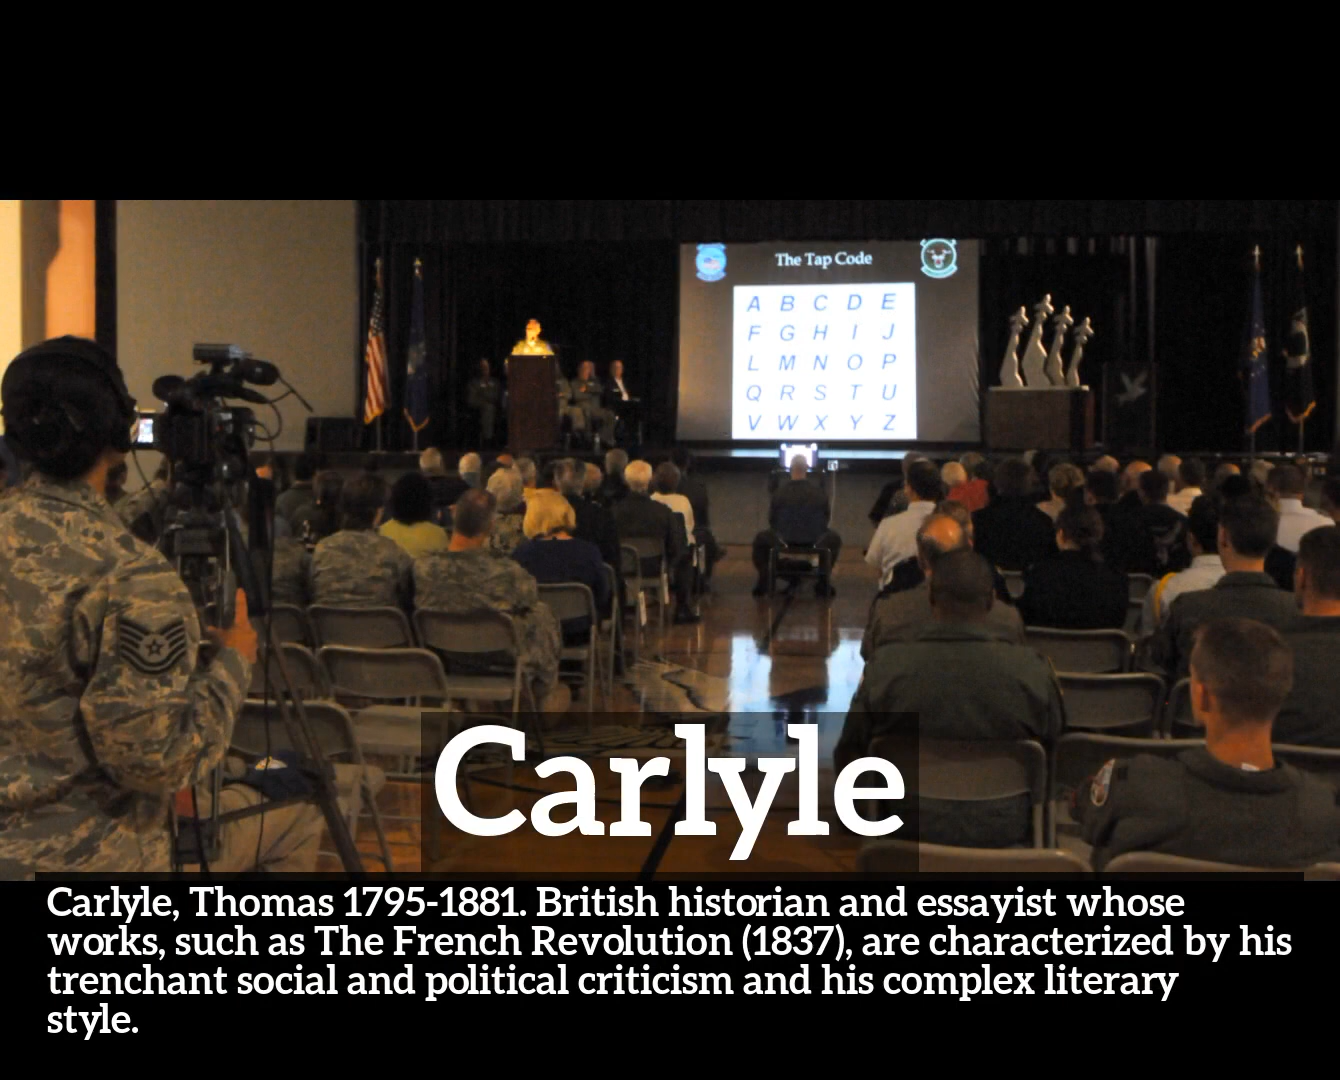 The Tap Code
A B C D E
F G H I J
L M N O P
Q R S T U
V W X Y Z
Carlyle
Carlyle, Thomas 1795-1881. British historian and essayist whose
works, such as The French Revolution (1837), are characterized by his
trenchant social and political criticism and his complex literary
style.